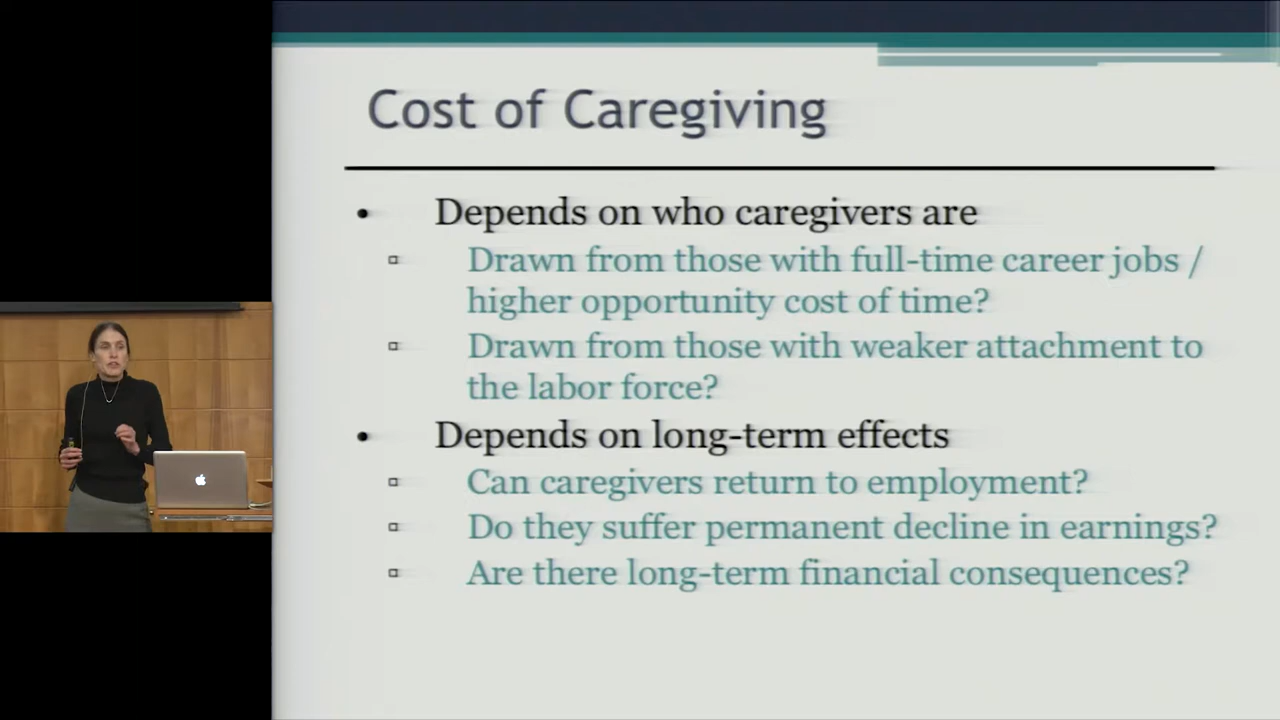 Cost of Caregiving
• Depends on who caregivers are
▫ Drawn from those with full-time career jobs /
higher opportunity cost of time?
▫ Drawn from those with weaker attachment to
the labor force?
• Depends on long-term effects
▫ Can caregivers return to employment?
▫ Do they suffer permanent decline in earnings?
▫ Are there long-term financial consequences?